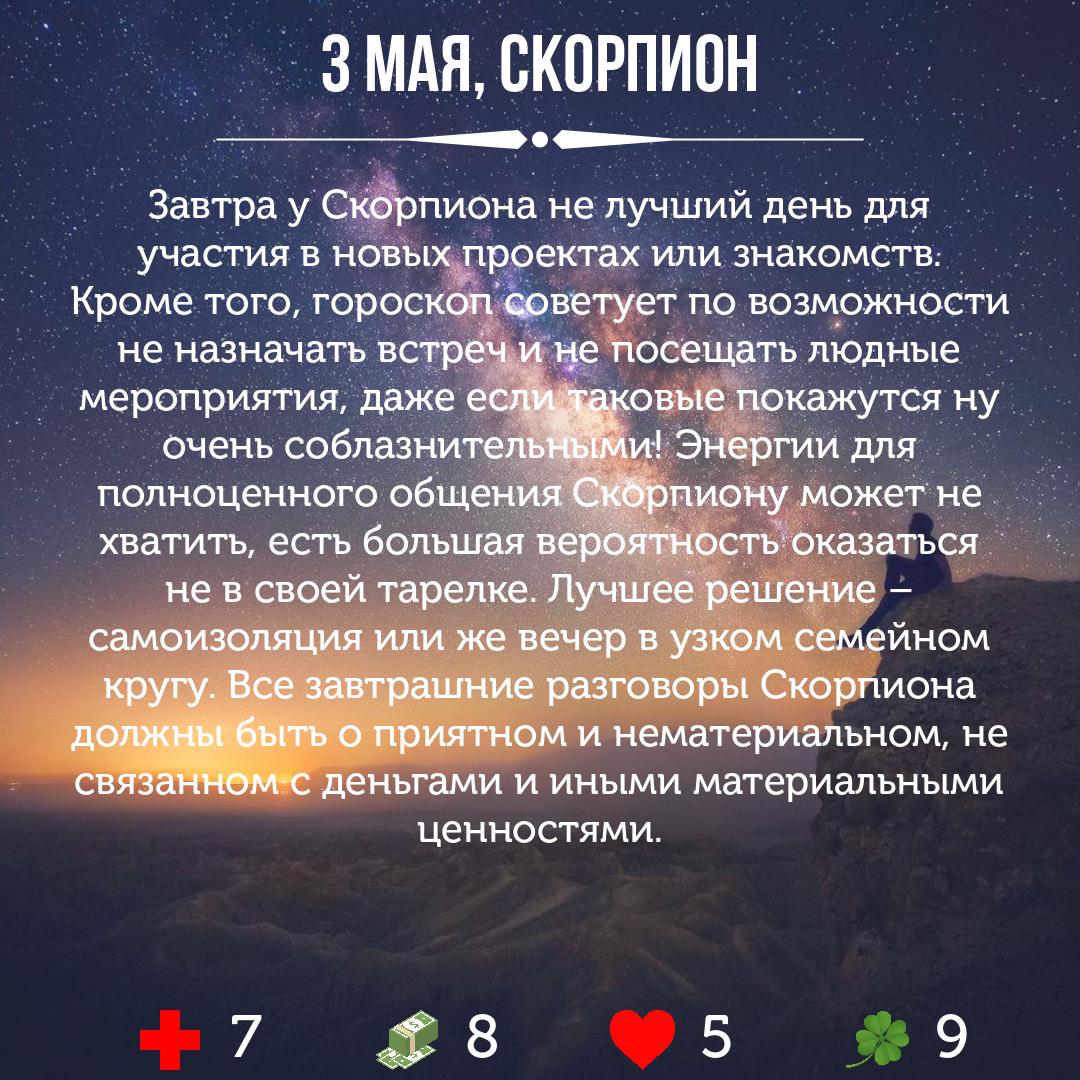 3 МАЯ, СКОРПИОН
Завтра у Скорпиона не лучший день для
участия в новых проектах или знакомств.
Кроме того, гороскоп советует по возможности
не назначать встреч и не посещать людные
мероприятия, даже если таковые покажутся ну
очень соблазнительными! Энергии для
полноценного общения Скорпиону может не
хватить, есть большая вероятность оказаться
не в своей тарелке. Лучшее решение –
самоизоляция или же вечер в узком семейном
кругу. Все завтрашние разговоры Скорпиона
должны быть о приятном и нематериальном, не
связанном с деньгами и иными материальными
ценностями.
7 8 5 9